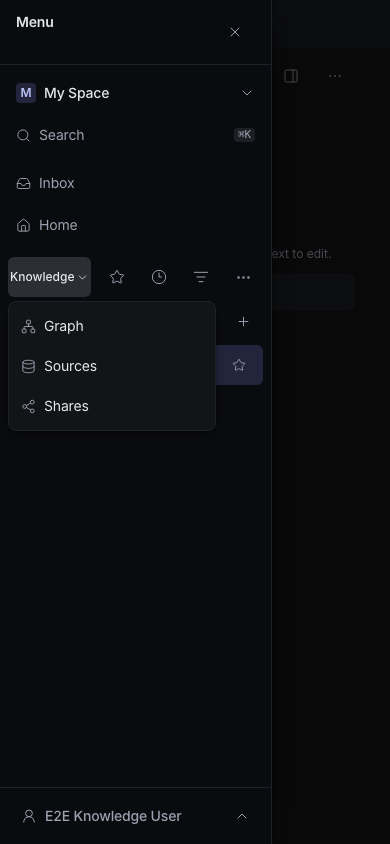 Menu
M My Space
Search ⌘K
Inbox
Home
Knowledge
ext to edit.
Graph
Sources
Shares
E2E Knowledge User